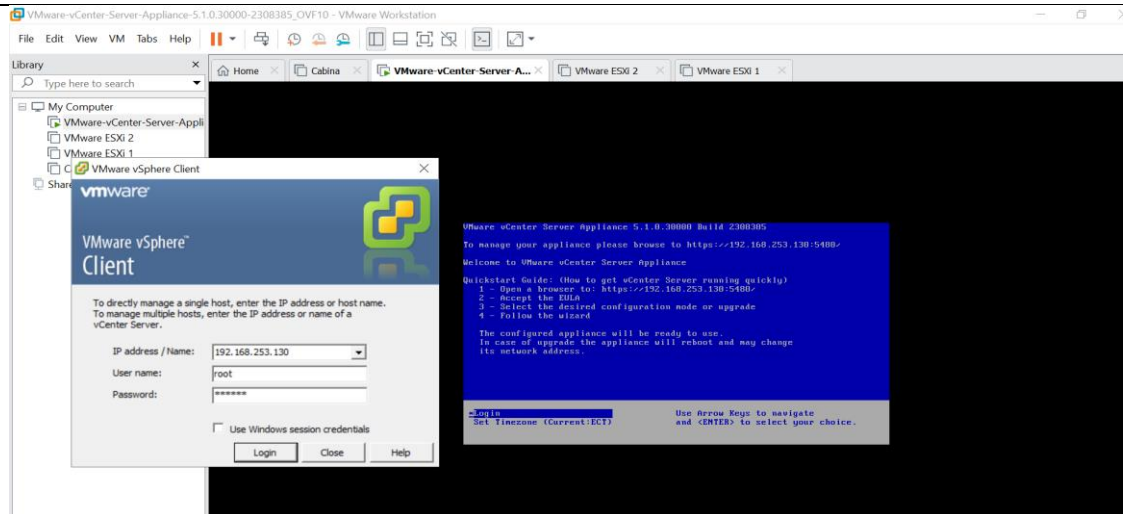 VMware-vCenter-Server-Appliance-5.1.0.30000-2308385_OVF10 - VMware Workstation
File Edit View VM Tabs Help
Library
Type here to search
Home
Cabina
VMware-vCenter-Server-A...
VMware ESXi 2
VMware ESXi 1
My Computer
VMware-vCenter-Server-Appli
VMware ESXi 2
VMware ESXi 1
C
Share
VMware vSphere Client
vmware
VMware vSphere™
Client
To directly manage a single host, enter the IP address or host name.
To manage multiple hosts, enter the IP address or name of a
vCenter Server.
IP address / Name: 192.168.253.130
User name: root
Password: ******
Use Windows session credentials
Login Close Help
VMware vCenter Server Appliance 5.1.0.30000 Build 2308385
To manage your appliance please browse to https://192.168.253.130:5480/
Welcome to VMware vCenter Server Appliance
Quickstart Guide: (How to get vCenter Server running quickly)
1 - Open a browser to: https://192.168.253.130:5480/
2 - Accept the EULA
3 - Select the desired configuration mode or upgrade
4 - Follow the wizard
The configured appliance will be ready to use.
In case of upgrade the appliance will reboot and may change
its network address.
*Login Use Arrow Keys to navigate
Set Timezone (Current:ECT) and <ENTER> to select your choice.